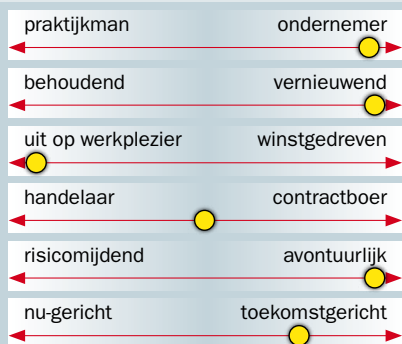 praktijkman ondernemer
behoudend vernieuwend
uit op werkplezier winstgedreven
handelaar contractboer
risicomijdend avontuurlijk
nu-gericht toekomstgericht